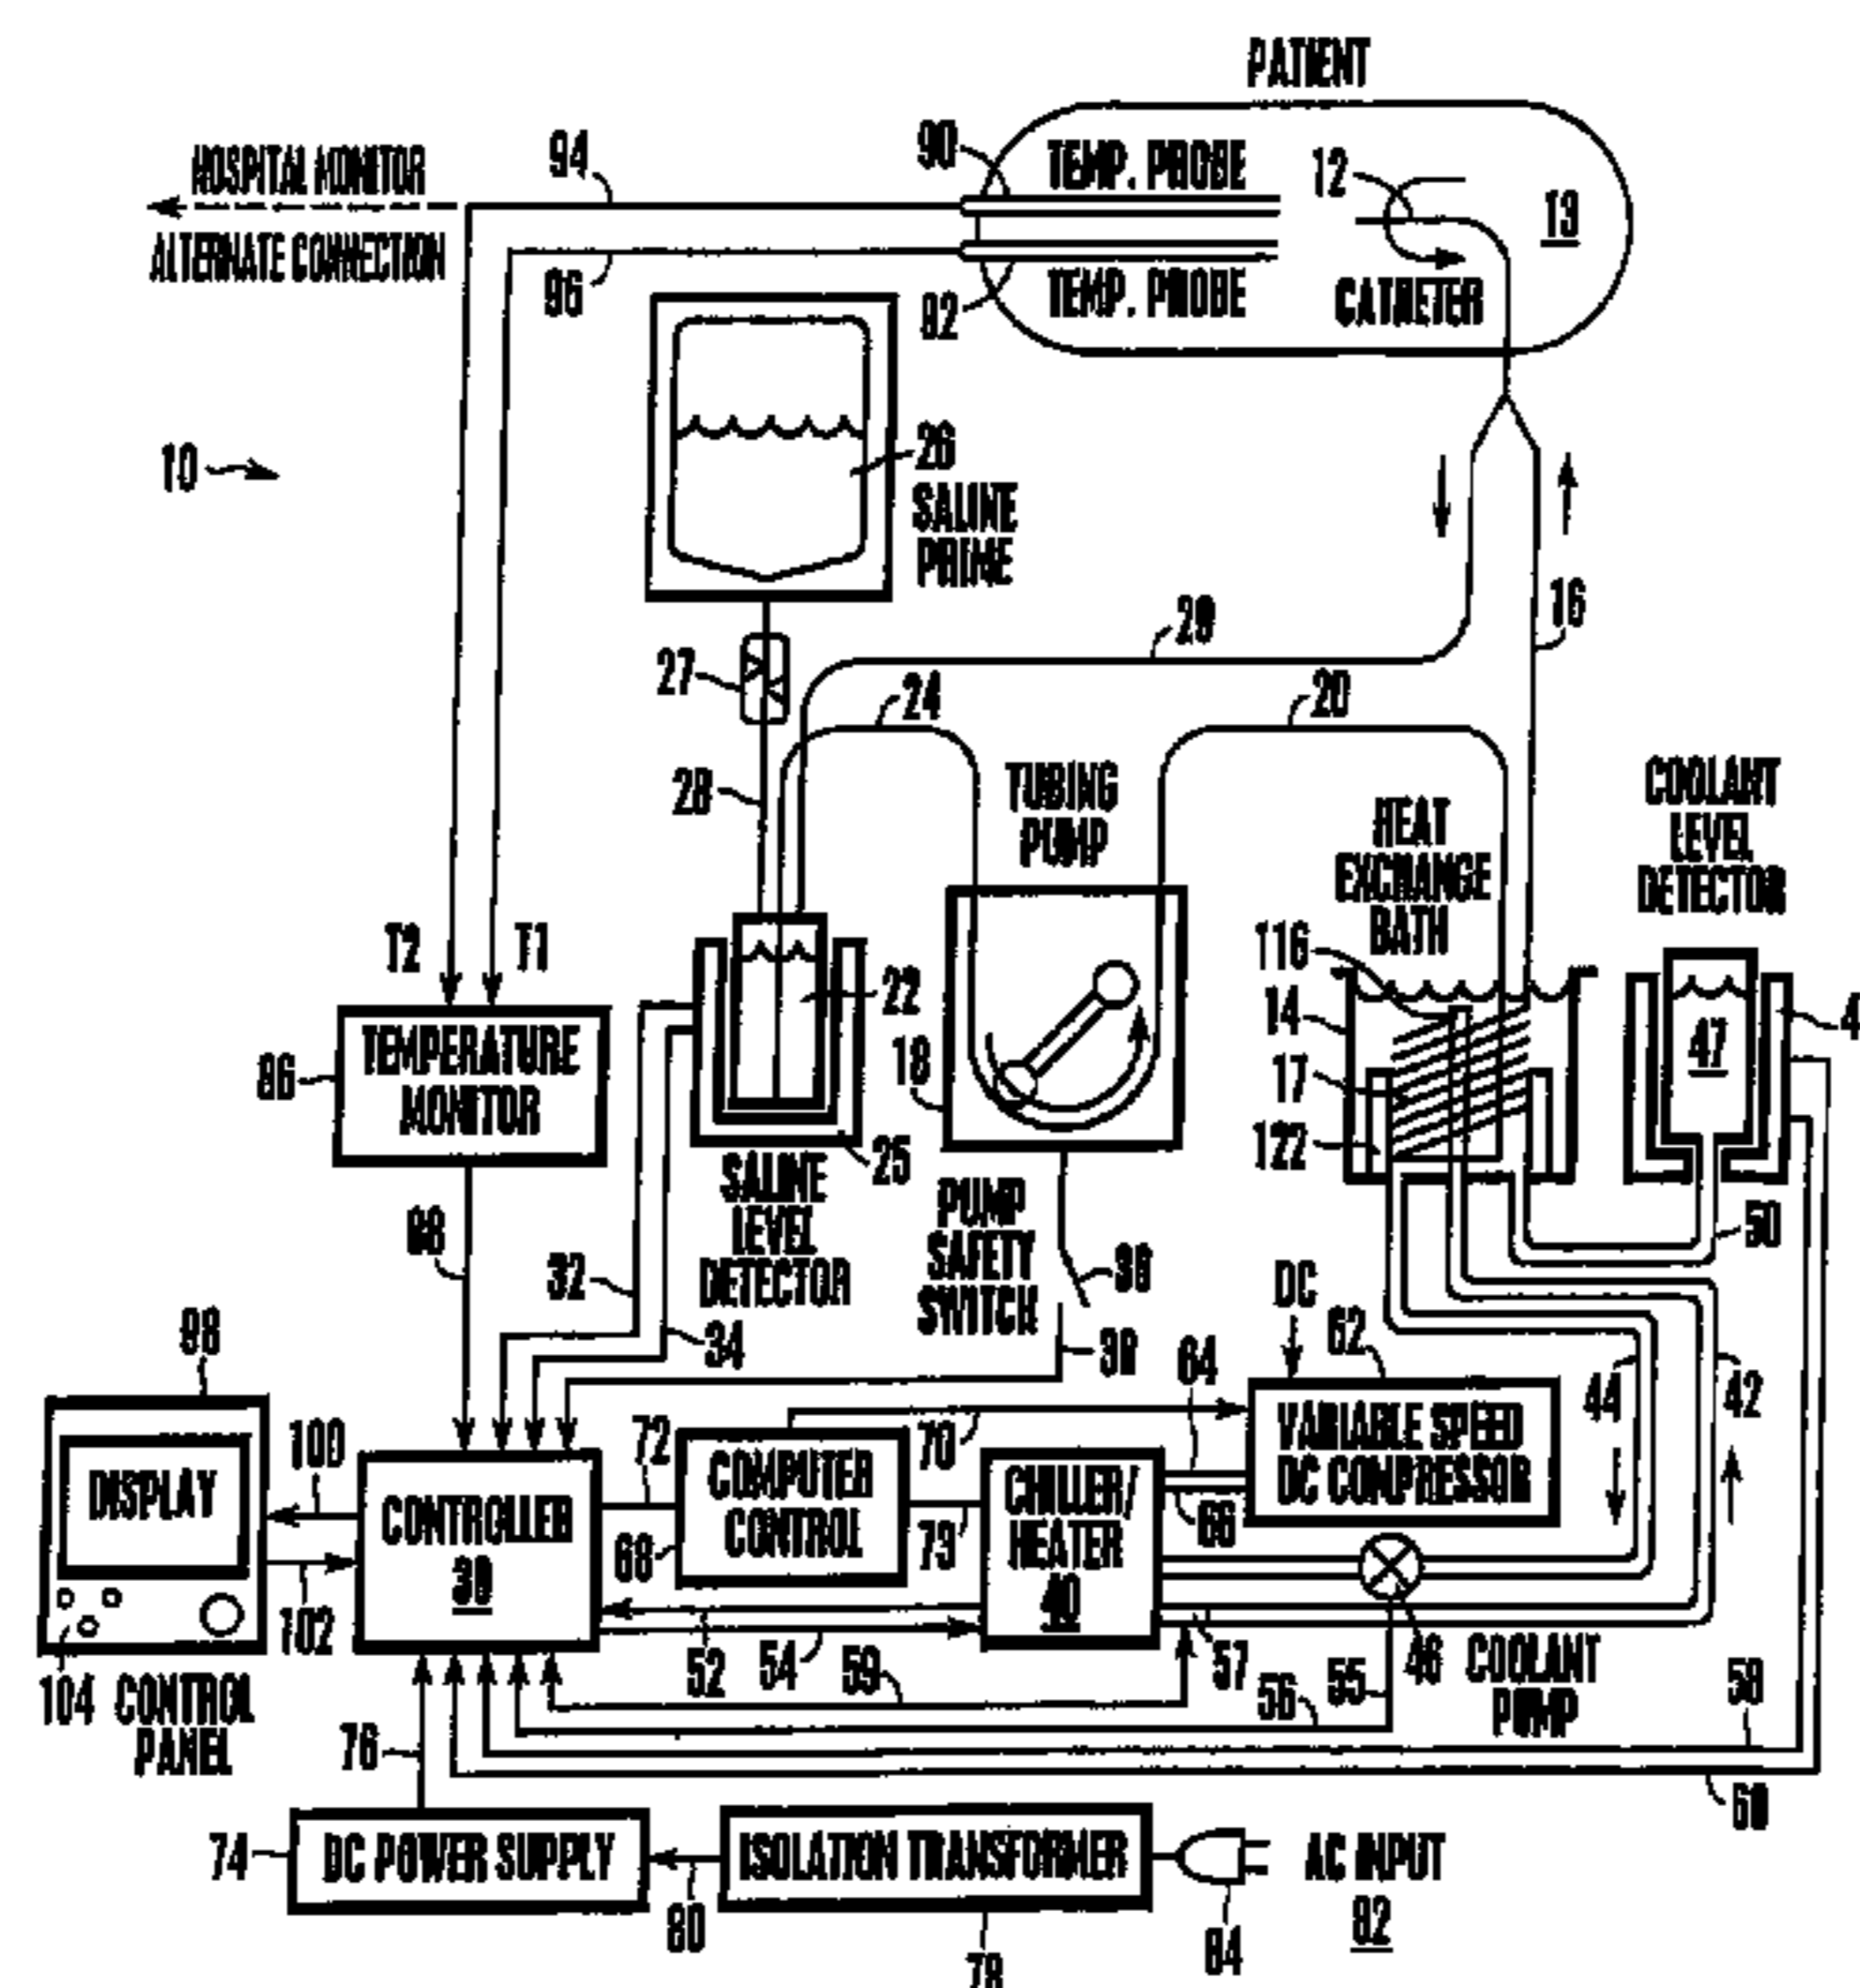 PATIENT
HOSPITAL MONITOR
ALTERNATE CONNECTION
94
90
TEMP. PROBE
12
13
96
92
TEMP. PROBE
CATHETER
10
26
SALINE
PRIME
16
29
27
24
20
28
TUBING
PUMP
HEAT
EXCHANGE
BATH
COOLANT
LEVEL
DETECTOR
T2
T1
116
22
14
47
18
17
86
TEMPERATURE
MONITOR
122
25
SALINE
LEVEL
DETECTOR
PUMP
SAFETY
SWITCH
50
88
32
36
DC
34
38
62
98
64
44
42
100
72
70
DISPLAY
CONTROLLER
30
COMPUTER
CONTROL
CHILLER/
HEATER
40
VARIABLE SPEED
DC COMPRESSOR
68
73
66
102
52
54
59
57
55
46
COOLANT
PUMP
56
58
104
CONTROL
PANEL
76
60
74
DC POWER SUPPLY
ISOLATION TRANSFORMER
AC INPUT
82
80
78
84